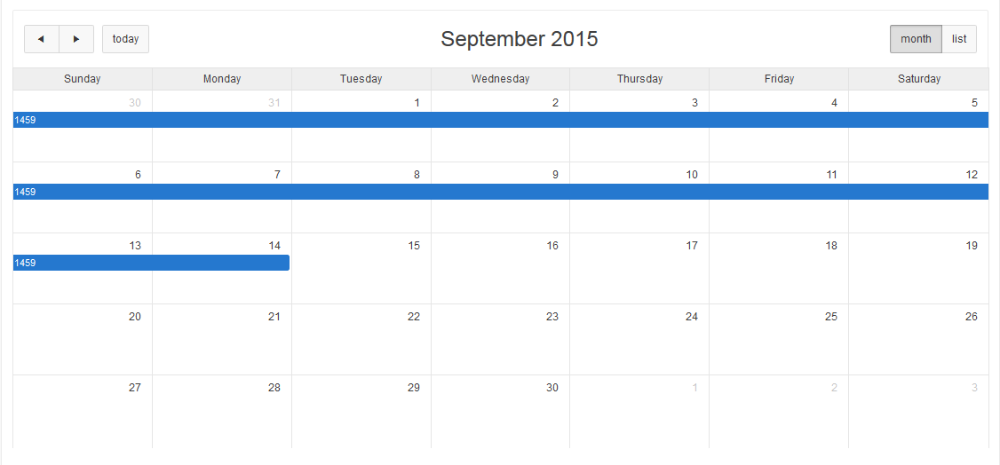 today September 2015 month list
Sunday Monday Tuesday Wednesday Thursday Friday Saturday
30 31 1 2 3 4 5
1459
6 7 8 9 10 11 12
1459
13 14 15 16 17 18 19
1459
20 21 22 23 24 25 26
27 28 29 30 1 2 3